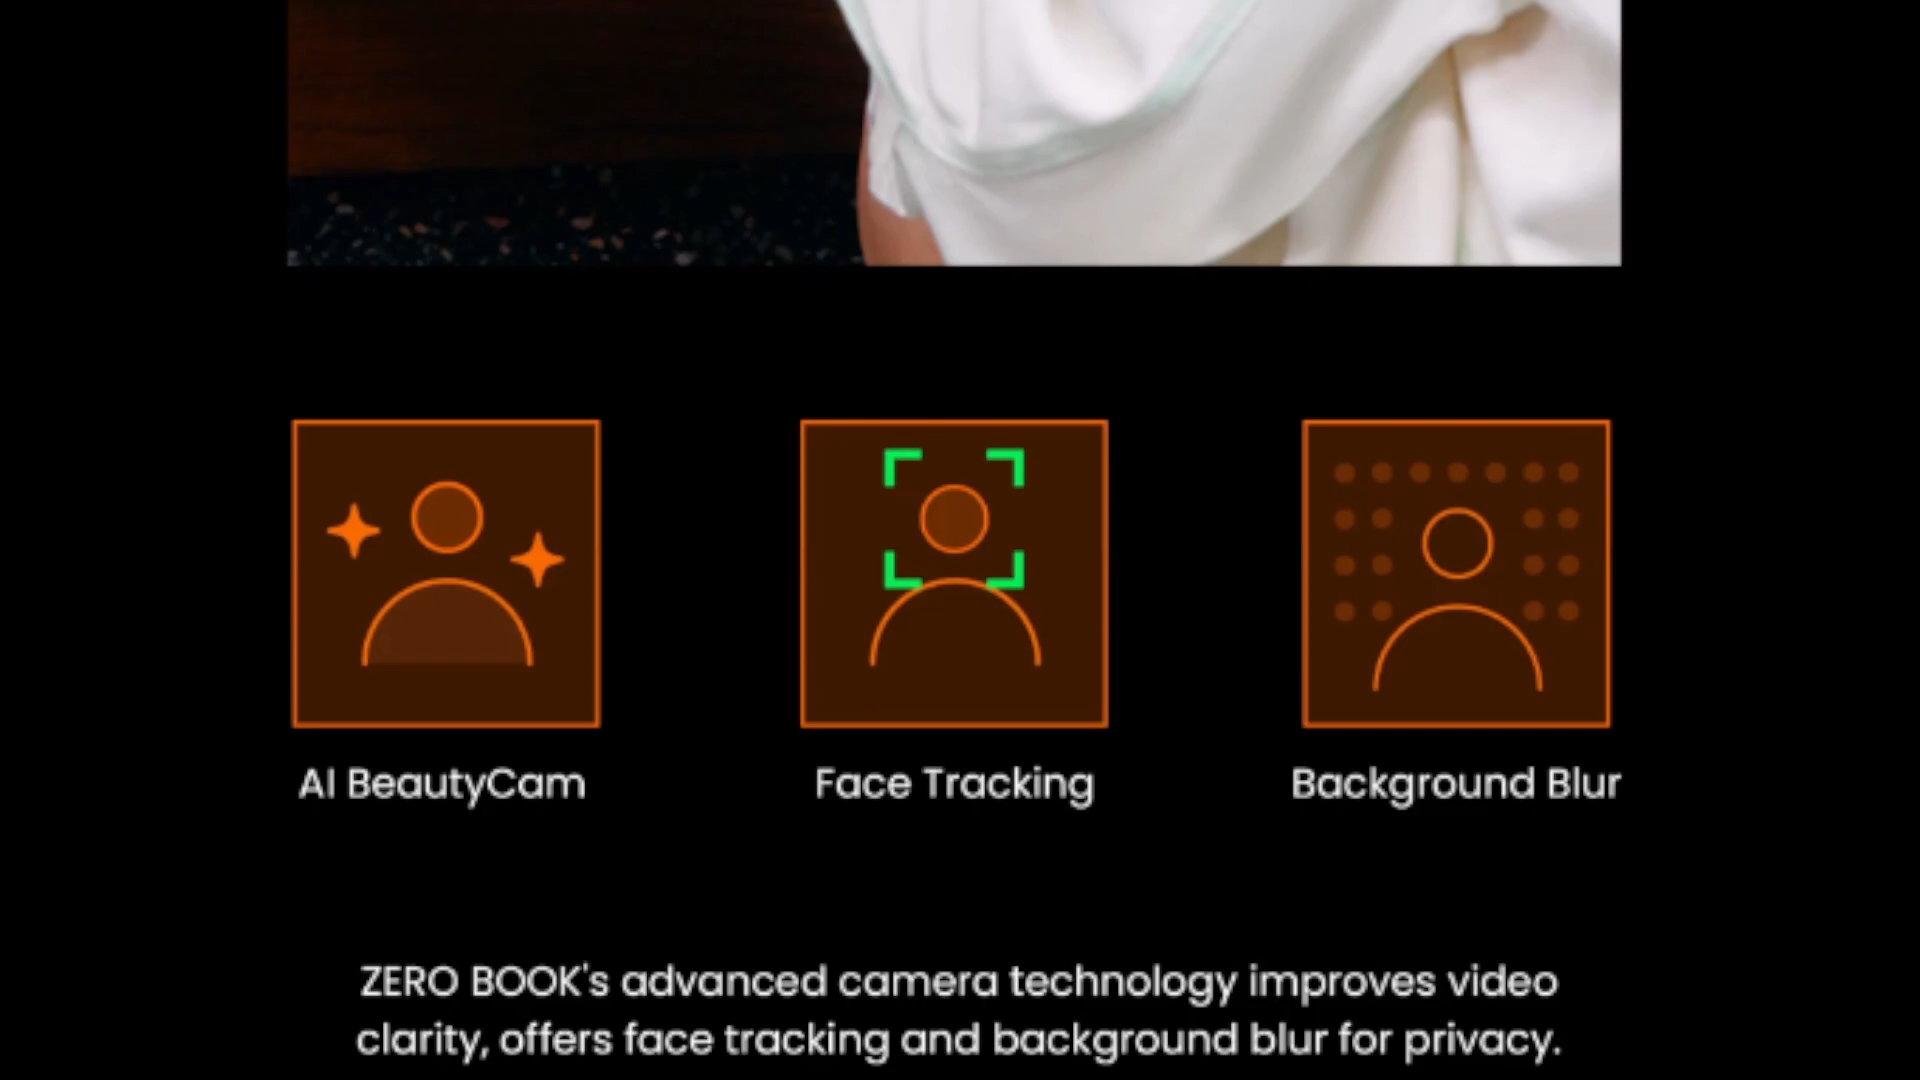 AI BeautyCam
Face Tracking
Background Blur
ZERO BOOK's advanced camera technology improves video
clarity, offers face tracking and background blur for privacy.